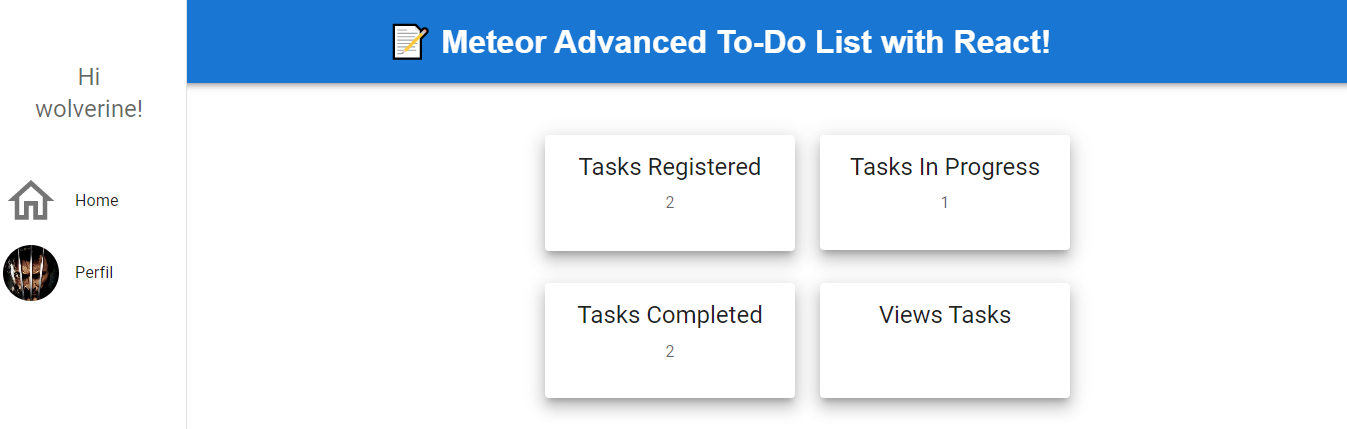 Meteor Advanced To-Do List with React!
Hi
wolverine!
Home
Perfil
Tasks Registered
2
Tasks In Progress
1
Tasks Completed
2
Views Tasks